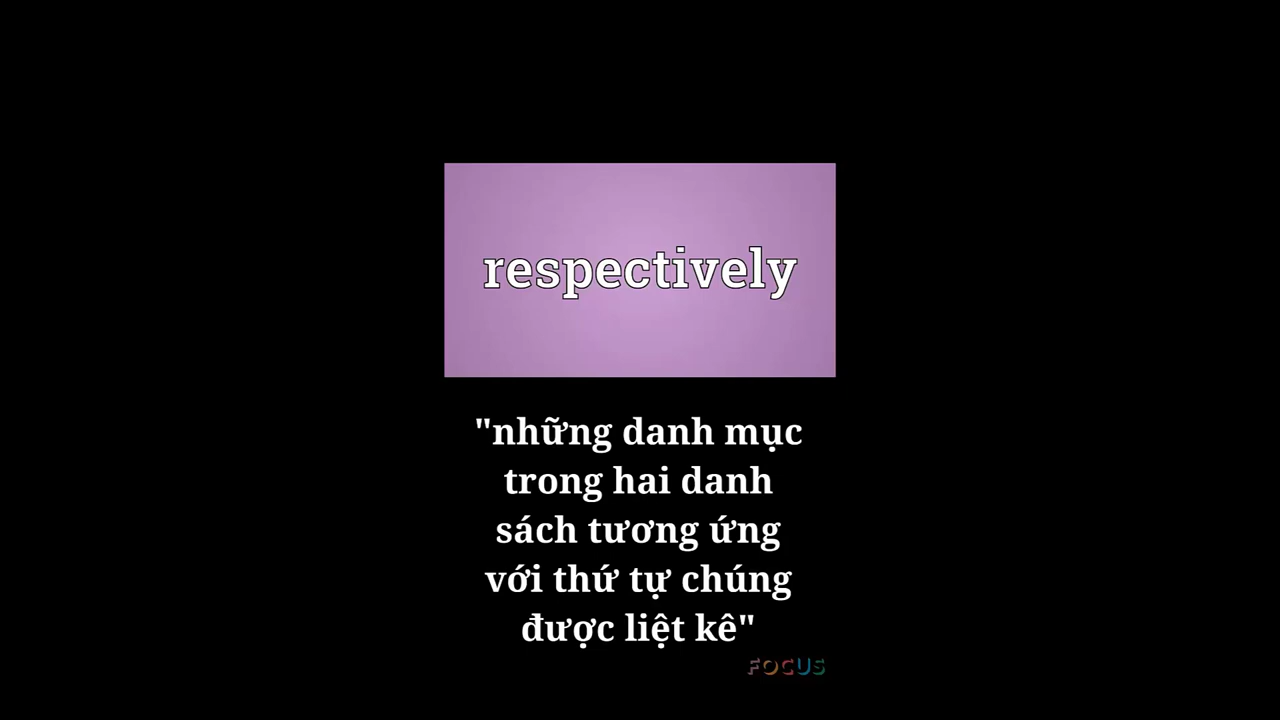 respectively
"những danh mục
trong hai danh
sách tương ứng
với thứ tự chúng
được liệt kê"
FOCUS